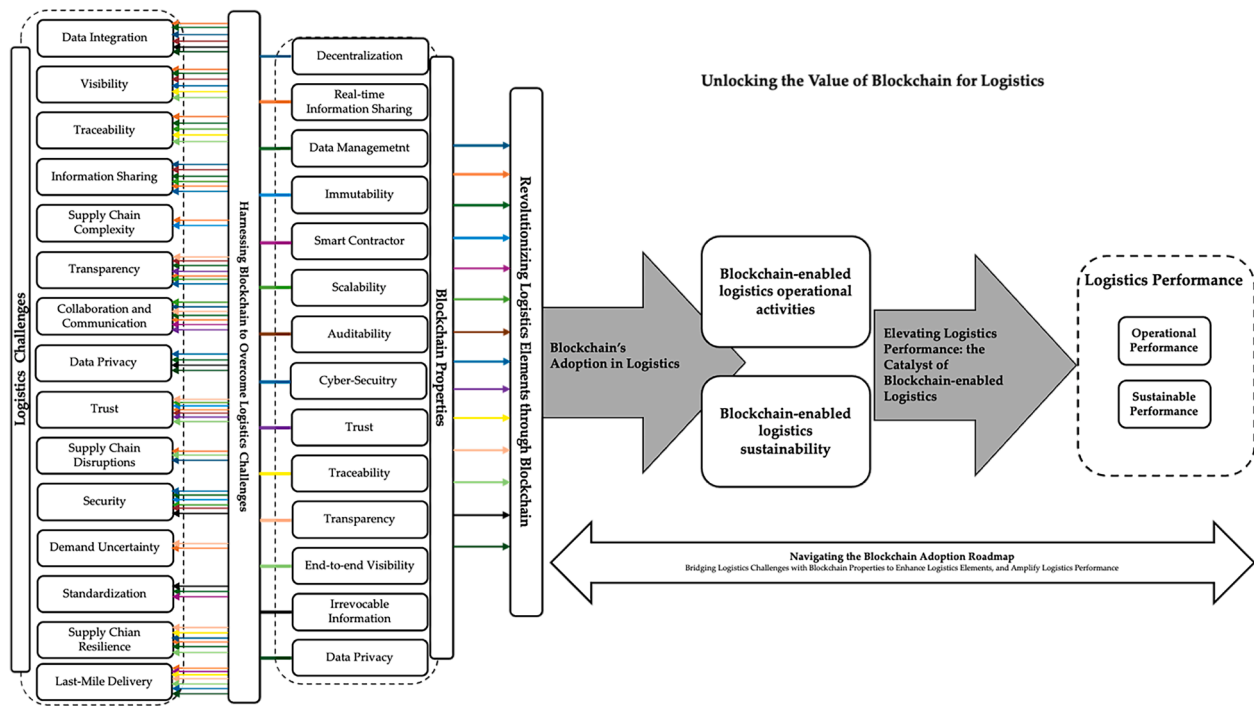 Logistics Challenges
Data Integration
Visibility
Traceability
Information Sharing
Supply Chain
Complexity
Transparency
Collaboration and
Communication
Data Privacy
Trust
Supply Chain
Disruptions
Security
Demand Uncertainty
Standardization
Supply Chian
Resilience
Last-Mile Delivery
Harnessing Blockchain to Overcome Logistics Challenges
Decentralization
Real-time
Information Sharing
Data Managemetnt
Immutability
Smart Contractor
Scalability
Auditability
Cyber-Secuitry
Trust
Traceability
Transparency
End-to-end Visibility
Irrevocable
Information
Data Privacy
Blockchain Properties
Revolutionizing Logistics Elements through Blockchain
Unlocking the Value of Blockchain for Logistics
Blockchain's
Adoption in Logistics
Blockchain-enabled
logistics operational
activities
Blockchain-enabled
logistics
sustainability
Elevating Logistics
Performance: the
Catalyst of
Blockchain-enabled
Logistics
Logistics Performance
Operational
Performance
Sustainable
Performance
Navigating the Blockchain Adoption Roadmap
Bridging Logistics Challenges with Blockchain Properties to Enhance Logistics Elements, and Amplify Logistics Performance